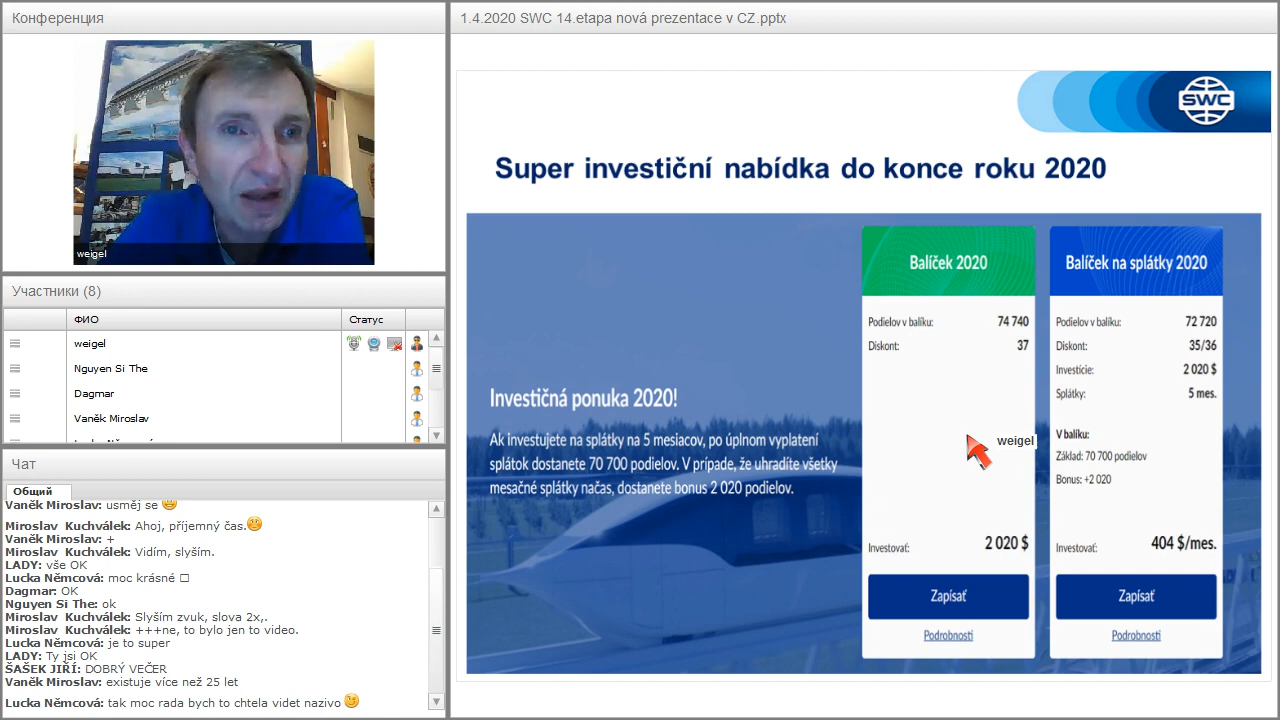 Конференция
weigel
Участники (8)
ФИО
Статус
weigel
Nguyen Si The
Dagmar
Vaněk Miroslav
Чат
Общий
Vaněk Miroslav: usměj se
Miroslav Kuchválek: Ahoj, příjemný čas.
Vaněk Miroslav: +
Miroslav Kuchválek: Vidím, slyším.
LADY: vše OK
Lucka Němcová: moc krásné
Dagmar: OK
Nguyen Si The: ok
Miroslav Kuchválek: Slyším zvuk, slova 2x,.
Miroslav Kuchválek: +++ne, to bylo jen to video.
Lucka Němcová: je to super
LADY: Ty jsi OK
ŠAŠEK JIŘÍ: DOBRÝ VEČER
Vaněk Miroslav: existuje více než 25 let
Lucka Němcová: tak moc rada bych to chtela videt nazivo
1.4.2020 SWC 14.etapa nová prezentace v CZ.pptx
SWC
Super investiční nabídka do konce roku 2020
Investičná ponuka 2020!
Ak investujete na splátky na 5 mesiacov, po úplnom vyplatení
splátok dostanete 70 700 podielov. V prípade, že uhradíte všetky
mesačné splátky načas, dostanete bonus 2 020 podielov.
Balíček 2020
Podielov v balíku: 74 740
Diskont: 37
weigel
Investovať: 2 020 $
Zapísať
Podrobnosti
Balíček na splátky 2020
Podielov v balíku: 72 720
Diskont: 35/36
Investície: 2 020 $
Splátky: 5 mes.
V balíku:
Základ: 70 700 podielov
Bonus: +2 020
Investovať: 404 $/mes.
Zapísať
Podrobnosti